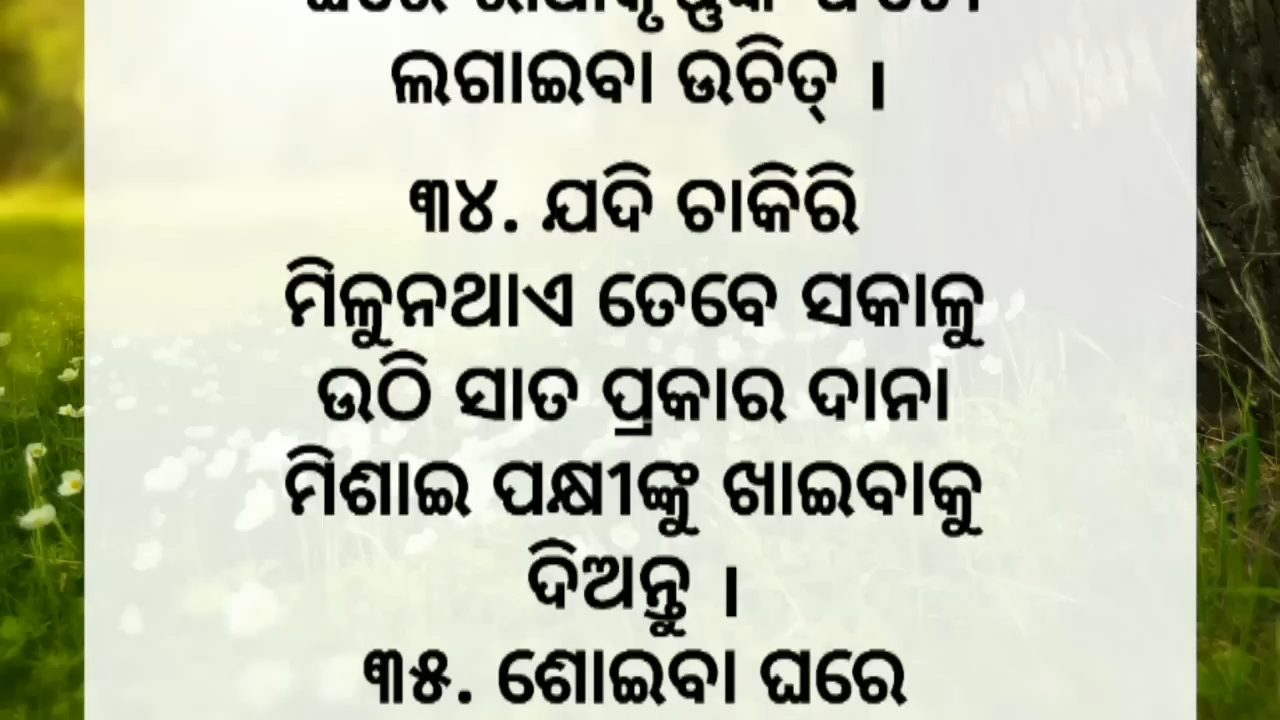 ଲଗାଇବା ଉଚିତ୍ ।
୩୪. ଯଦି ଚାକିରି
ମିଳୁନଥାଏ ତେବେ ସକାଳୁ
ଉଠି ସାତ ପ୍ରକାର ଦାନା
ମିଶାଇ ପକ୍ଷୀଙ୍କୁ ଖାଇବାକୁ
ଦିଅନ୍ତୁ ।
୩୫. ଶୋଇବା ଘରେ